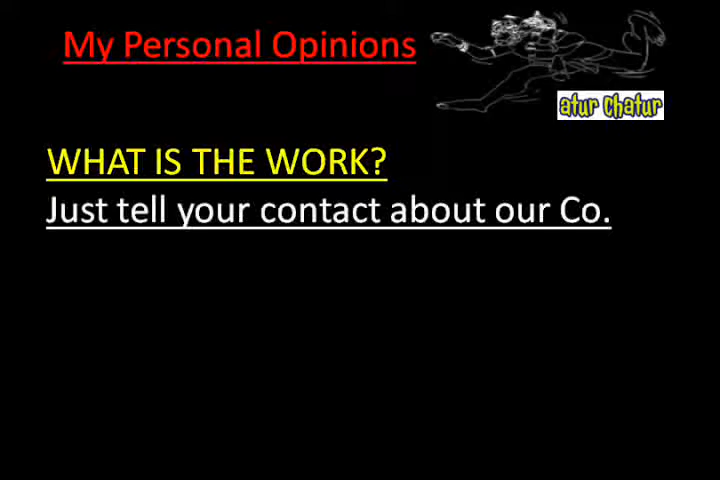 My Personal Opinions
atur chatur
WHAT IS THE WORK?
Just tell your contact about our Co.